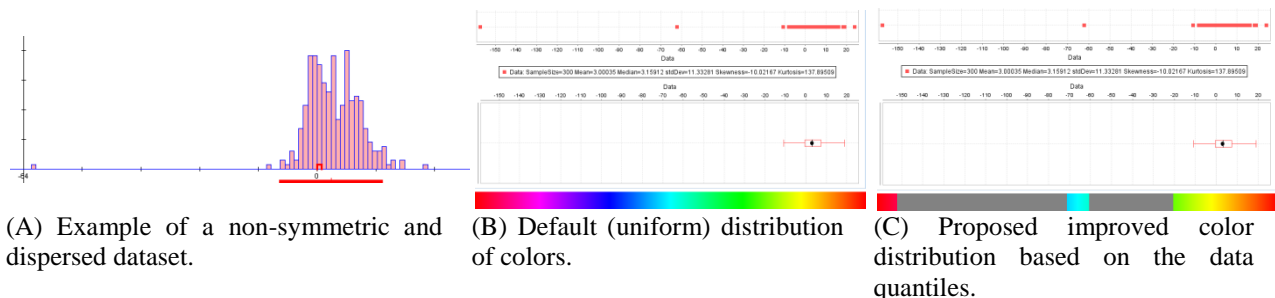 -150 -140 -130 -120 -110 -100 -90 -80 -70 -60 -50 -40 -30 -20 -10 0 10 20
Data
Data: SampleSize=300 Mean=3.00035 Median=3.15912 stdDev=11.33281 Skewness=-10.02167 Kurtosis=137.89509
Data
-150 -140 -130 -120 -110 -100 -90 -80 -70 -60 -50 -40 -30 -20 -10 0 10 20
-150 -140 -130 -120 -110 -100 -90 -80 -70 -60 -50 -40 -30 -20 -10 0 10 20
Data
Data: SampleSize=300 Mean=3.00035 Median=3.15912 stdDev=11.33281 Skewness=-10.02167 Kurtosis=137.89509
Data
-150 -140 -130 -120 -110 -100 -90 -80 -70 -60 -50 -40 -30 -20 -10 0 10 20
-54 0
(A) Example of a non-symmetric and
dispersed dataset.
(B) Default (uniform) distribution
of colors.
(C) Proposed improved color
distribution based on the data
quantiles.